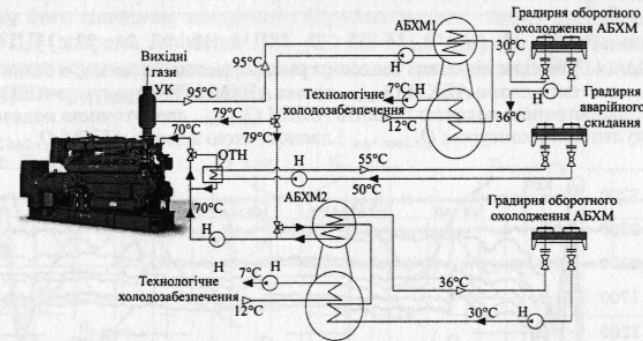 АБХМ1
Градирня оборотного
охолодження АБХМ
30°C
H
95°C
Вихідні
гази
УК
95°C
7°C
H
Технологічне
холодозабезпечення
12°C
36°C
Градирня
аварійного
скидання
79°C
79°C
70°C
ОТН
H
55°C
50°C
АБХМ2
70°C
H
Градирня оборотного
охолодження АБХМ
H
7°C
H
Технологічне
холодозабезпечення
12°C
36°C
30°C
H